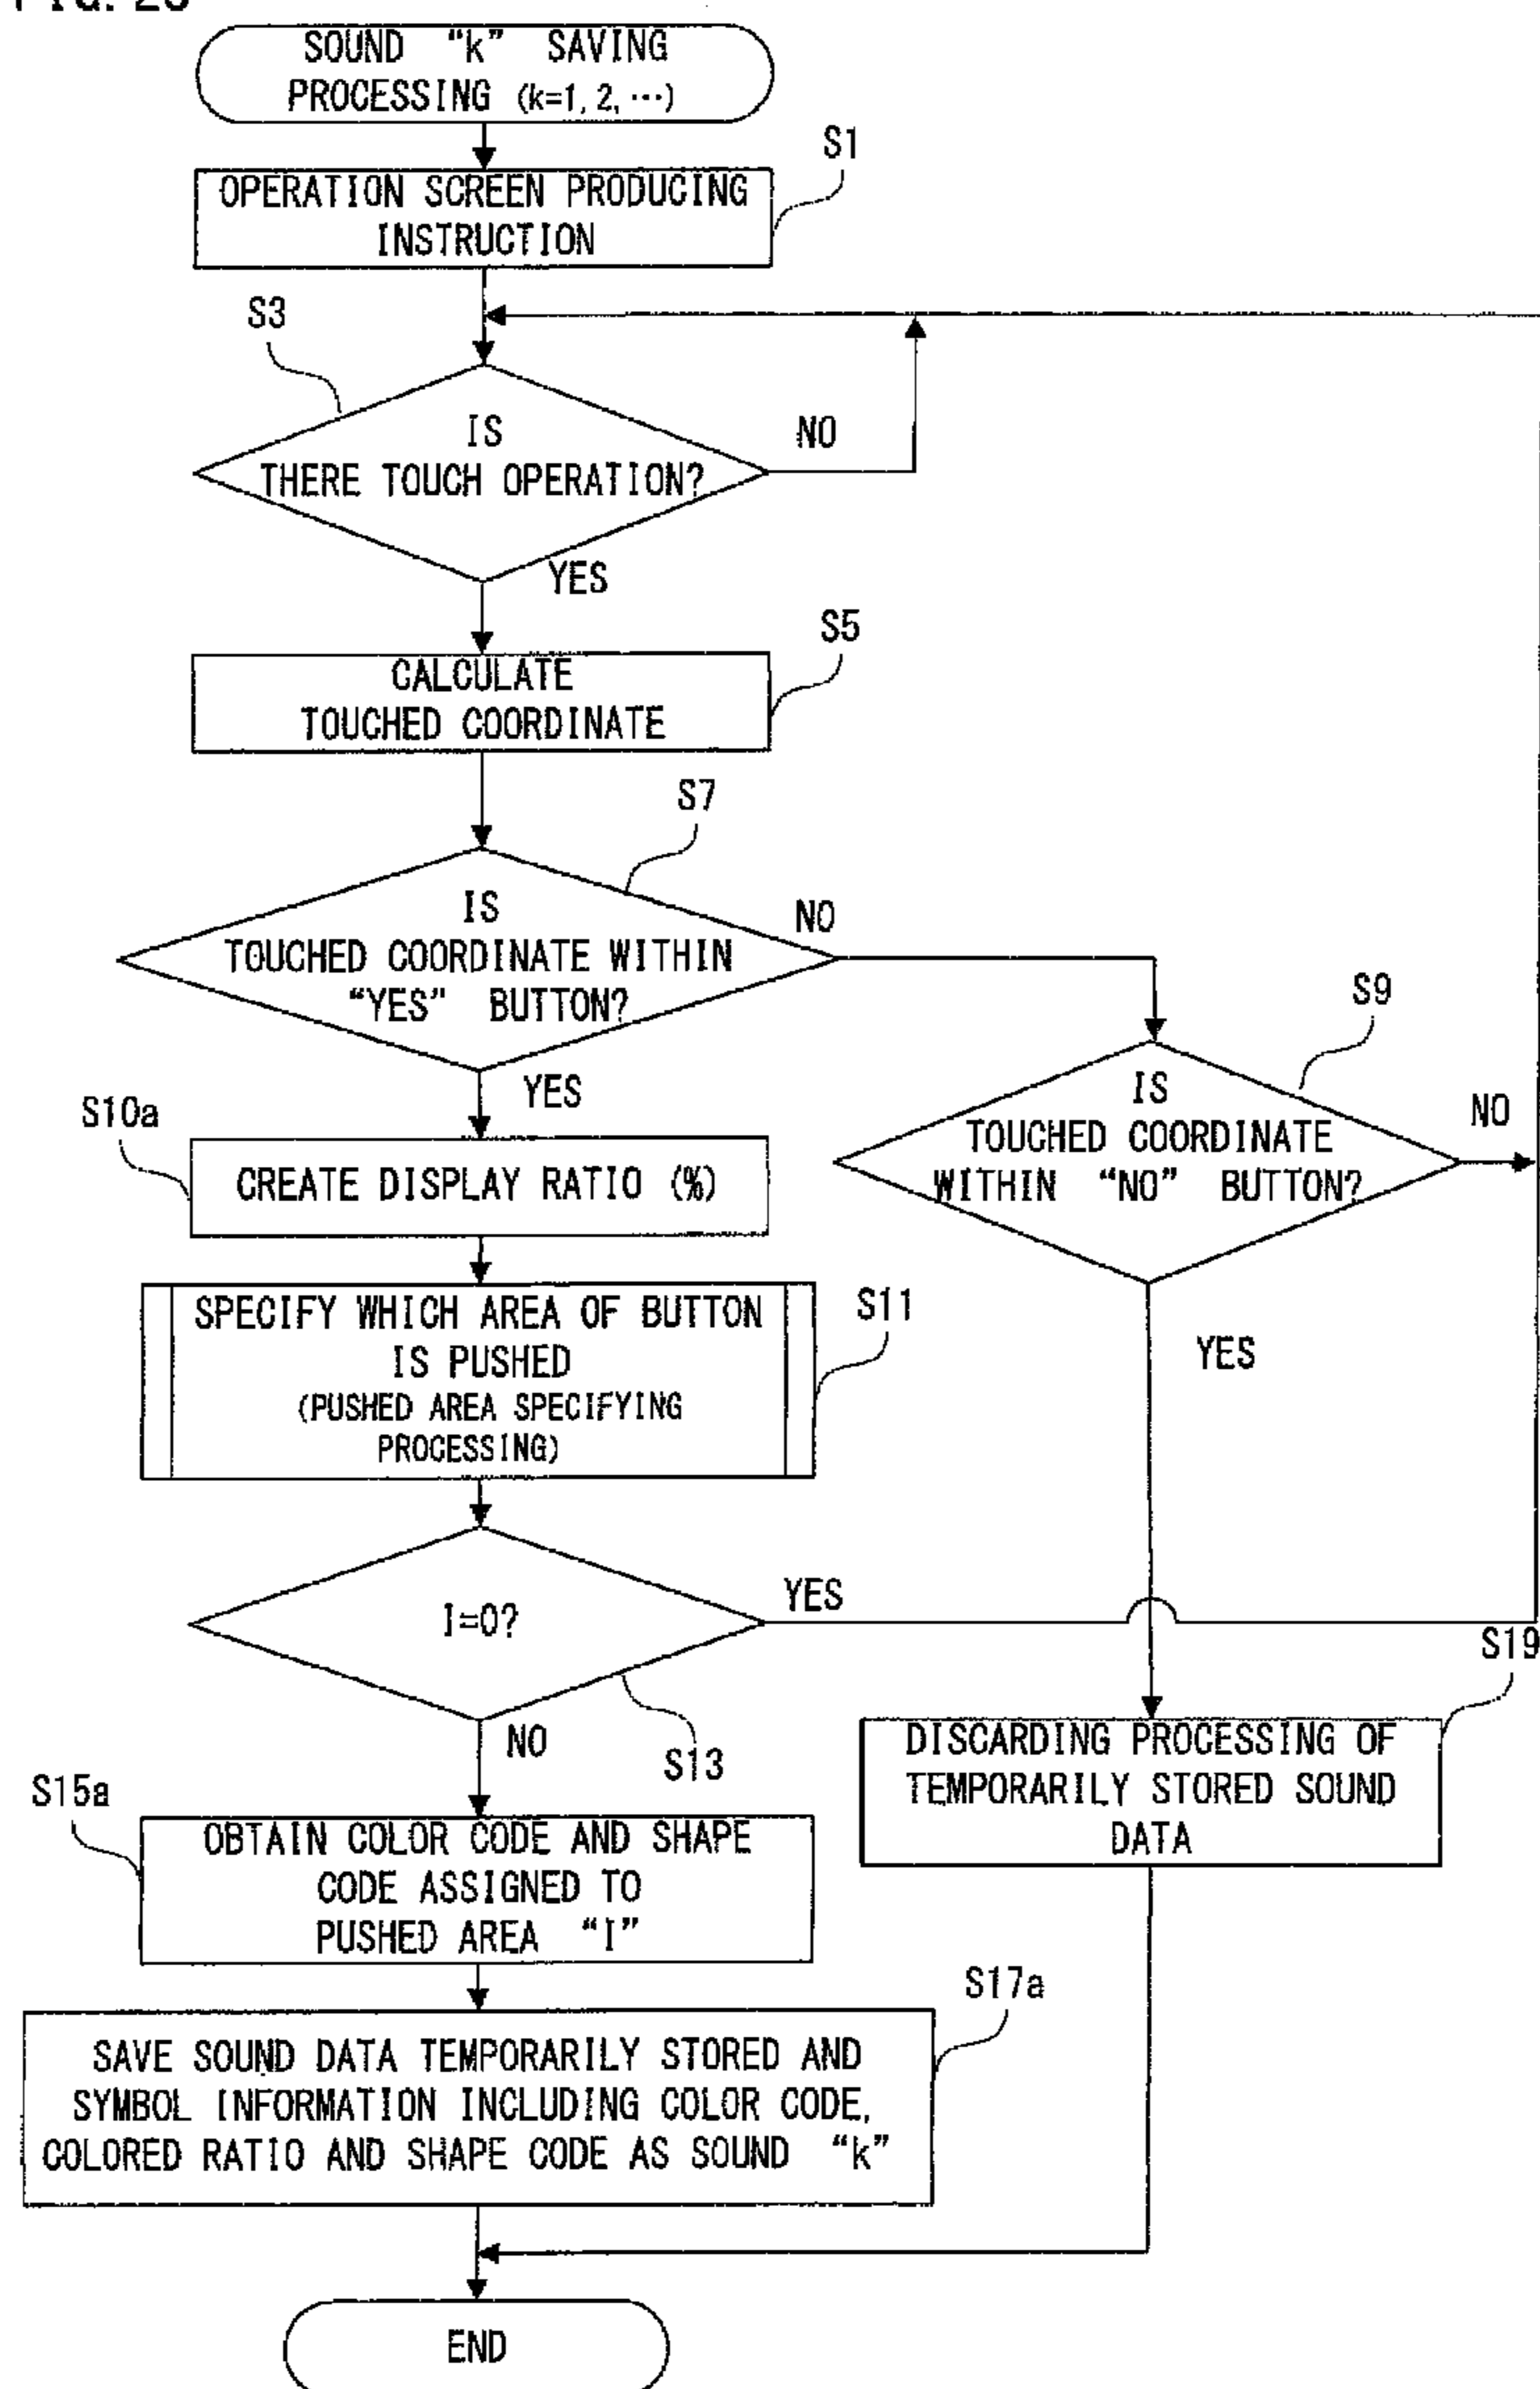 SOUND “k” SAVING
PROCESSING (k=1, 2, ⋯)
S1
OPERATION SCREEN PRODUCING
INSTRUCTION
S3
IS
THERE TOUCH OPERATION?
NO
YES
S5
CALCULATE
TOUCHED COORDINATE
S7
IS
TOUCHED COORDINATE WITHIN
“YES” BUTTON?
NO
YES
S9
IS
TOUCHED COORDINATE
WITHIN “NO” BUTTON?
NO
YES
S10a
CREATE DISPLAY RATIO (%)
S11
SPECIFY WHICH AREA OF BUTTON
IS PUSHED
(PUSHED AREA SPECIFYING
PROCESSING)
I=0?
YES
NO
S13
S19
DISCARDING PROCESSING OF
TEMPORARILY STORED SOUND
DATA
S15a
OBTAIN COLOR CODE AND SHAPE
CODE ASSIGNED TO
PUSHED AREA “I”
S17a
SAVE SOUND DATA TEMPORARILY STORED AND
SYMBOL INFORMATION INCLUDING COLOR CODE,
COLORED RATIO AND SHAPE CODE AS SOUND “k”
END